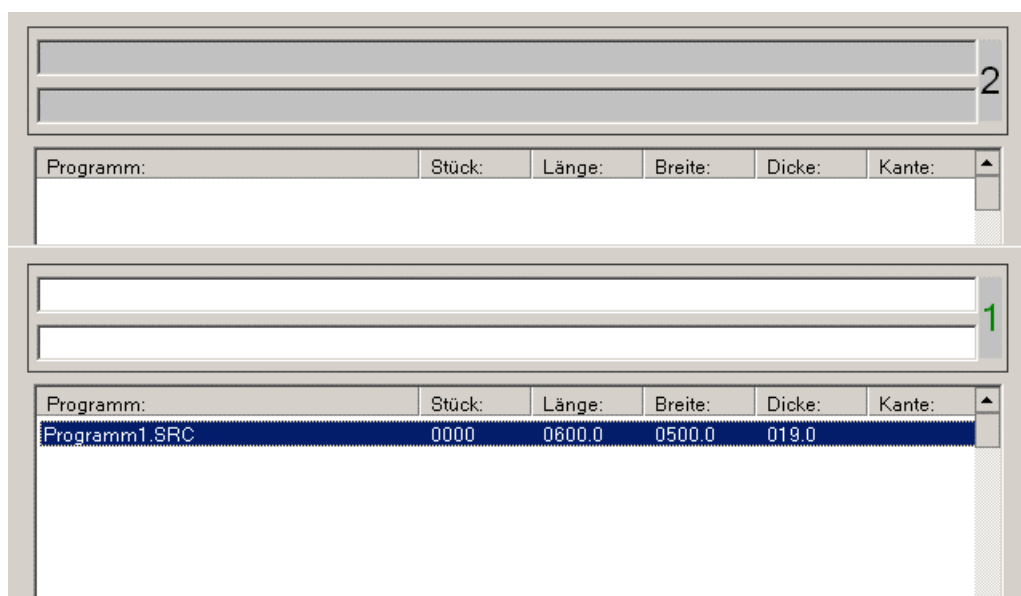 2
Programm: Stück: Länge: Breite: Dicke: Kante:
1
Programm: Stück: Länge: Breite: Dicke: Kante:
Programm1.SRC 0000 0600.0 0500.0 019.0